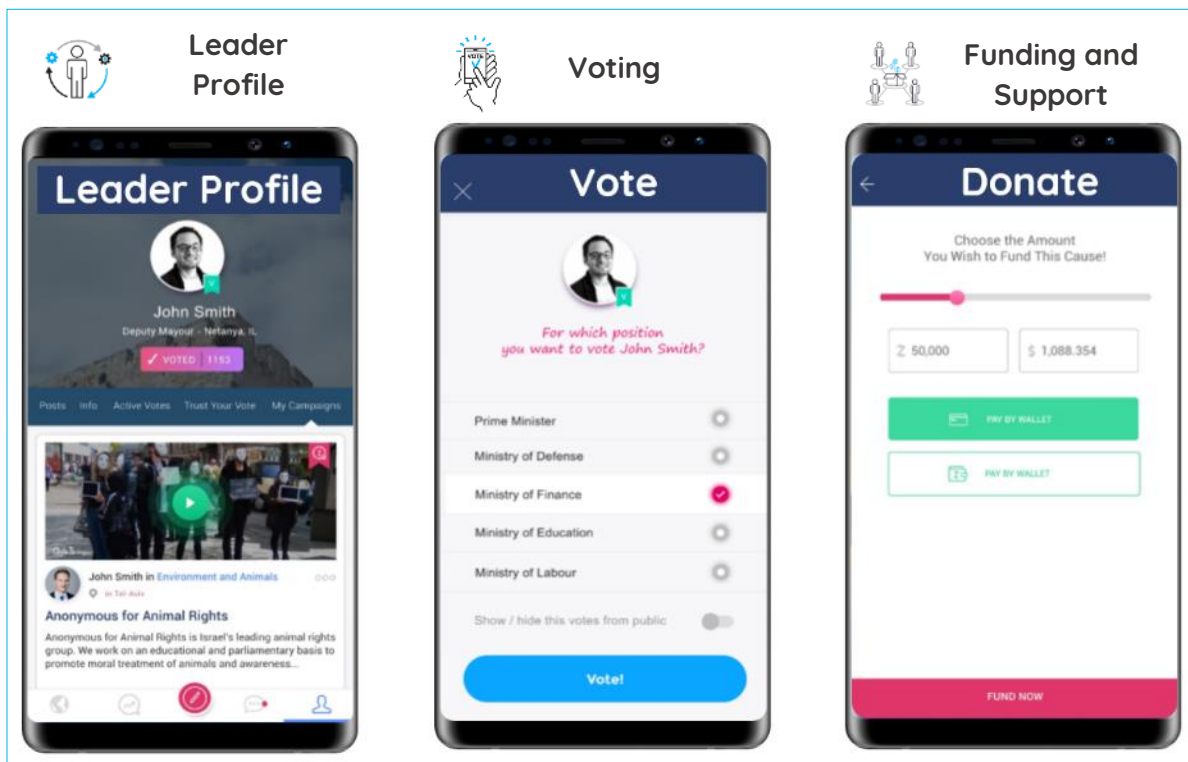 Leader
Profile
Voting
Funding and
Support
Leader Profile
John Smith
Deputy Mayour - Netanya, IL
✓ VOTED 1153
Posts Info Active Votes Trust Your Vote My Campaigns
0:43
John Smith in Environment and Animals
in Tel-Aviv
Anonymous for Animal Rights
Anonymous for Animal Rights is Israel's leading animal rights
group. We work on an educational and parliamentary basis to
promote moral treatment of animals and awareness...
VOTE
Vote
For which position
you want to vote John Smith?
Prime Minister
Ministry of Defense
Ministry of Finance
Ministry of Education
Ministry of Labour
Show / hide this votes from public
Vote!
Donate
Choose the Amount
You Wish to Fund This Cause!
Z 50,000
$ 1,088.354
PAY BY WALLET
PAY BY WALLET
FUND NOW